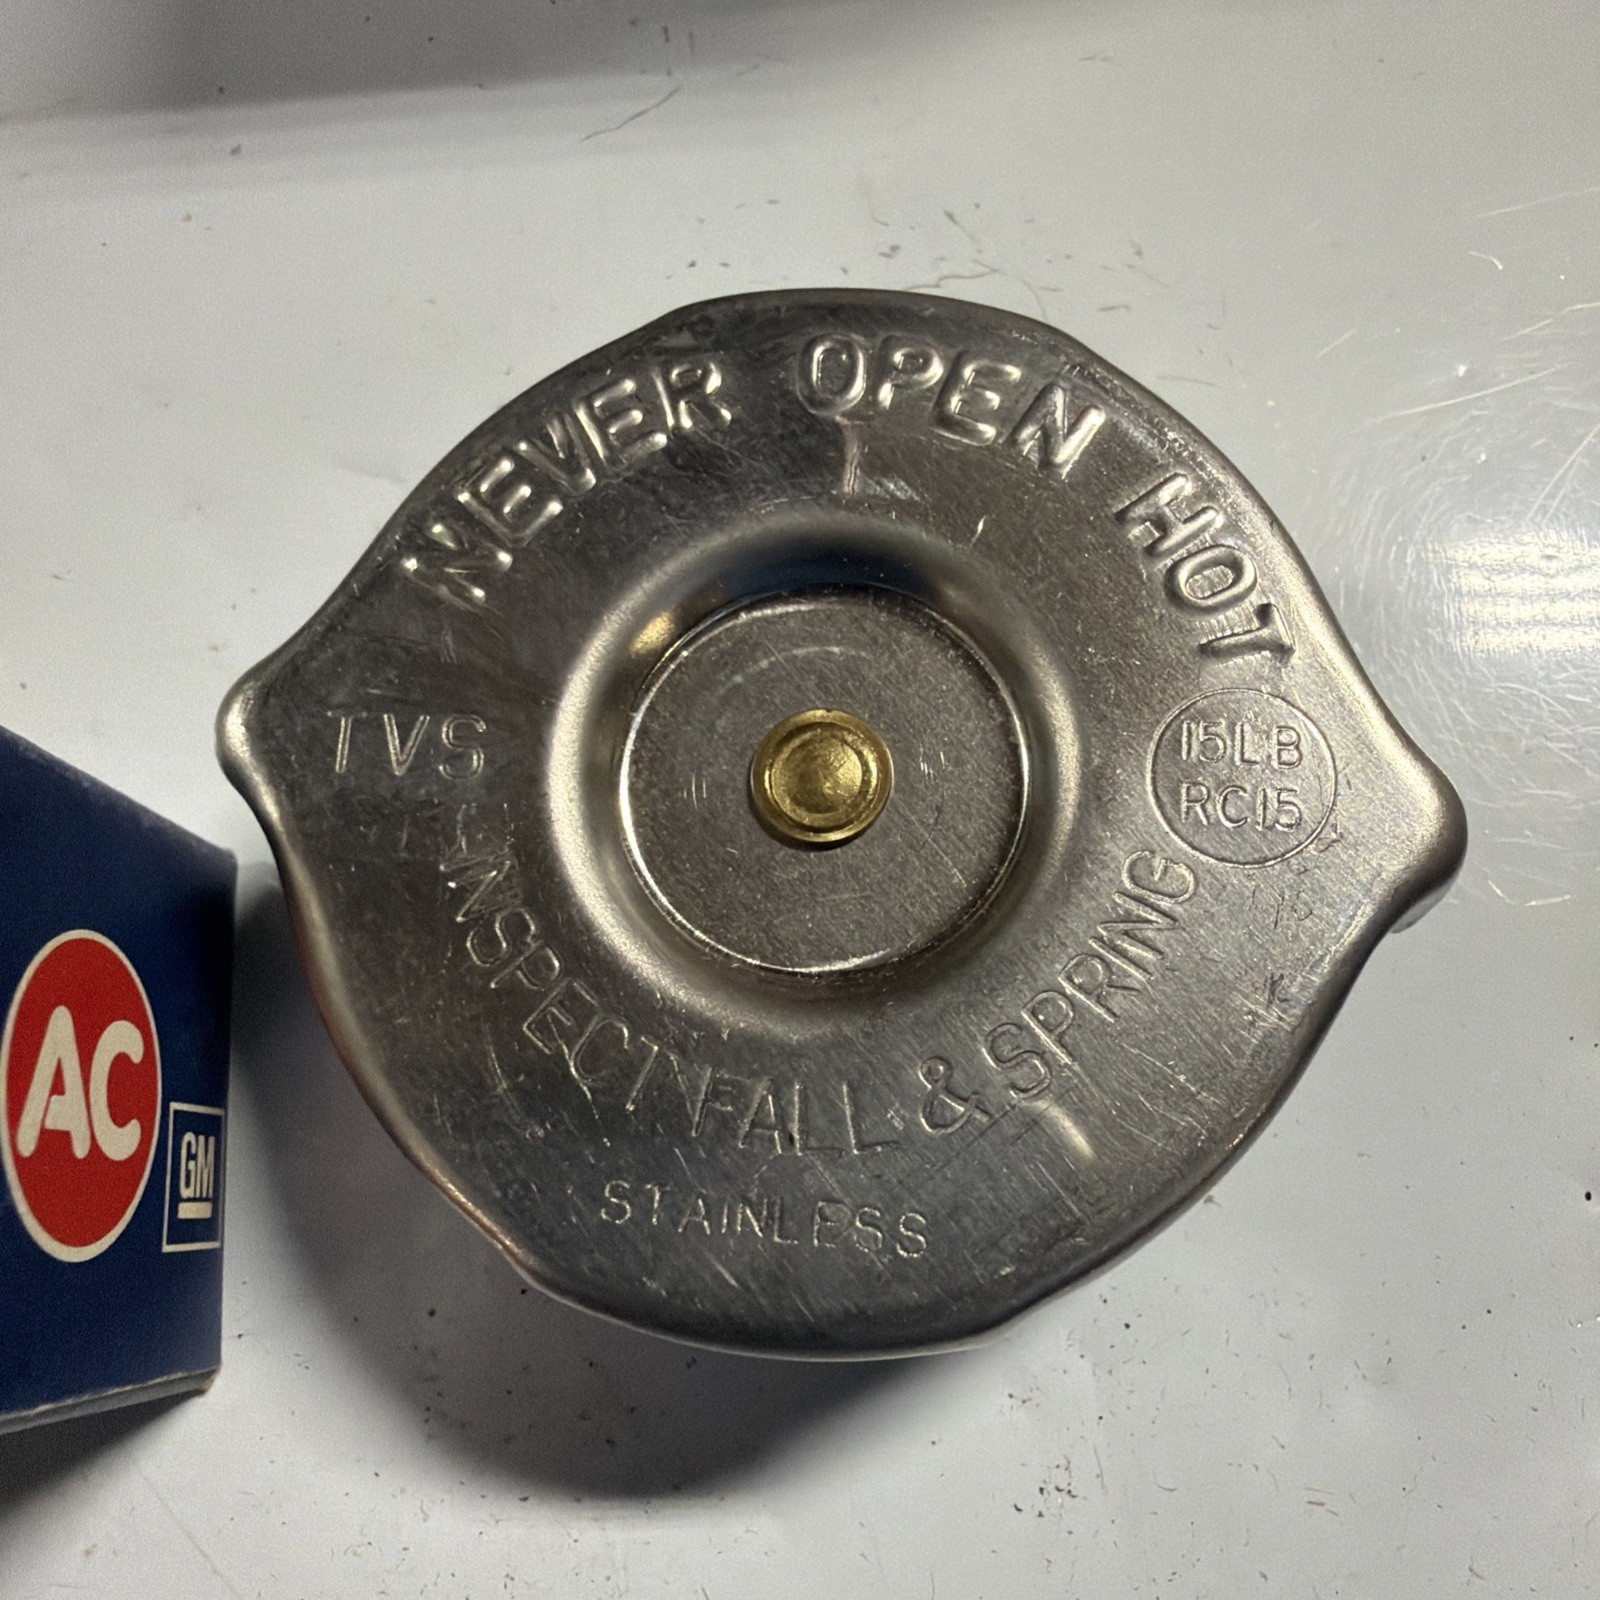 NEVER OPEN HOT
TVS
15LB
RC15
INSPECT FALL & SPRING
STAINLESS
AC
GM